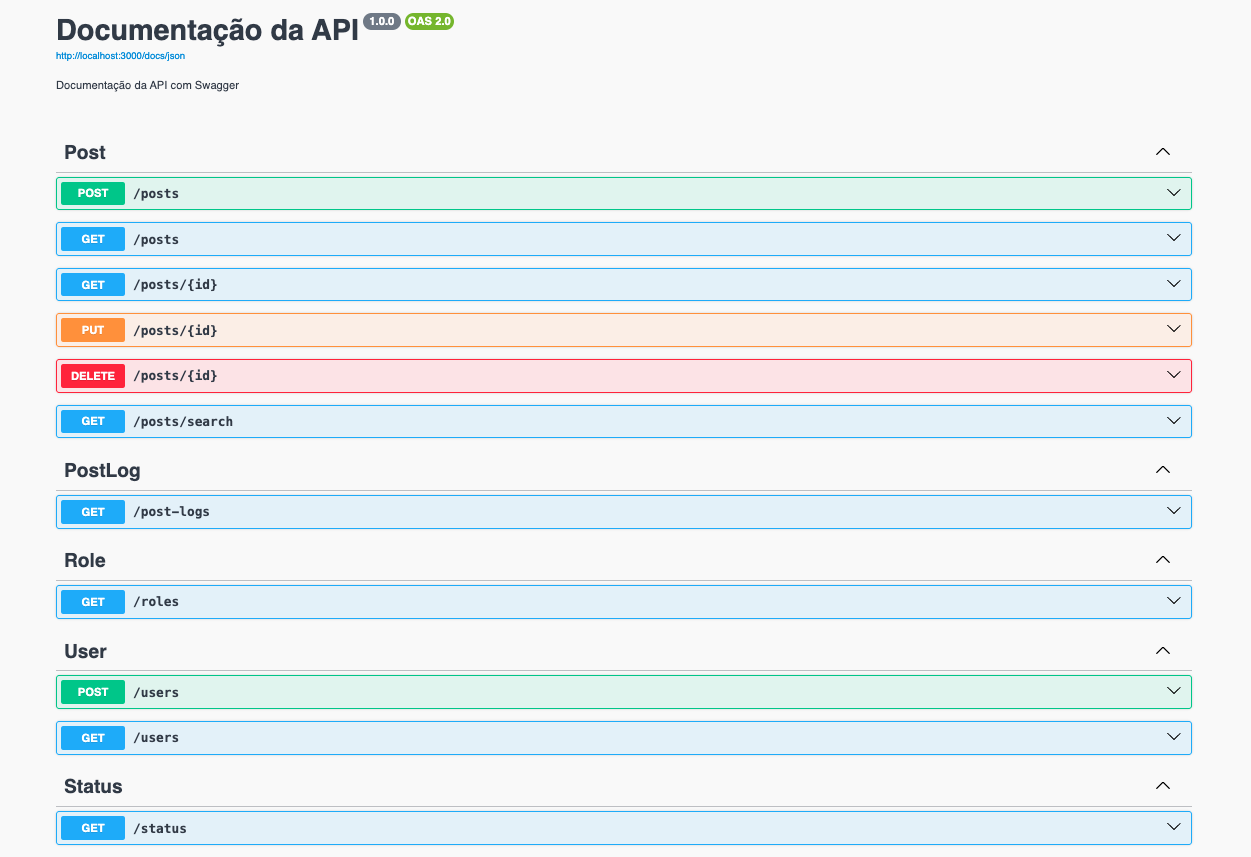 Documentação da API 1.0.0 OAS 2.0
http://localhost:3000/docs/json
Documentação da API com Swagger
Post
POST /posts
GET /posts
GET /posts/{id}
PUT /posts/{id}
DELETE /posts/{id}
GET /posts/search
PostLog
GET /post-logs
Role
GET /roles
User
POST /users
GET /users
Status
GET /status